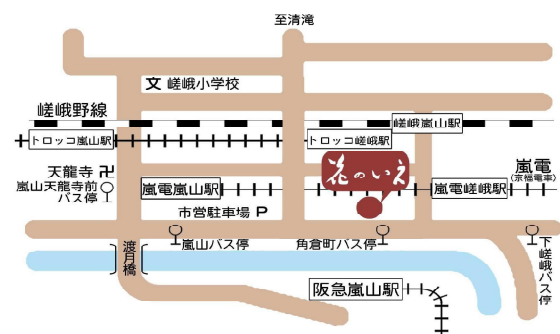 至清滝
文 嵯峨小学校
嵯峨野線
嵯峨嵐山駅
トロッコ嵐山駅
トロッコ嵯峨駅
天龍寺 卍
嵐山天龍寺前
バス停
嵐電嵐山駅
花のいえ
嵐電嵯峨駅
嵐電
(京福電車)
市営駐車場 P
渡月橋
嵐山バス停
角倉町バス停
下嵯峨バス停
阪急嵐山駅